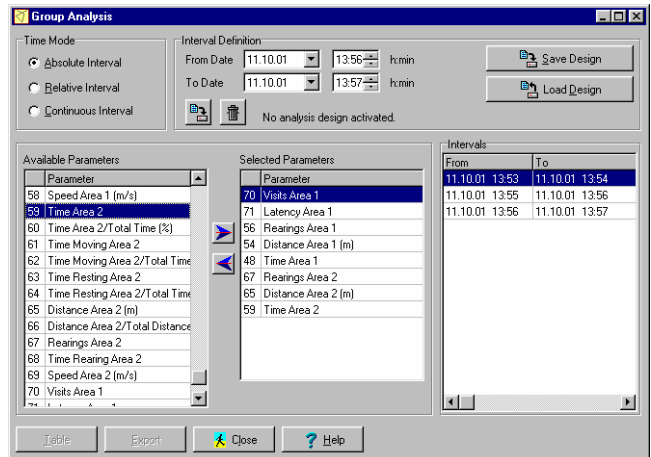 Group Analysis
Time Mode
Absolute Interval
Relative Interval
Continuous Interval
Interval Definition
From Date 11.10.01 13:56 h:min
To Date 11.10.01 13:57 h:min
No analysis design activated.
Save Design
Load Design
Available Parameters
Parameter
58 Speed Area 1 (m/s)
59 Time Area 2
60 Time Area 2/Total Time (%)
61 Time Moving Area 2
62 Time Moving Area 2/Total Time
63 Time Resting Area 2
64 Time Resting Area 2/Total Time
65 Distance Area 2 (m)
66 Distance Area 2/Total Distance
67 Rearings Area 2
68 Time Rearing Area 2
69 Speed Area 2 (m/s)
70 Visits Area 1
Selected Parameters
Parameter
70 Visits Area 1
71 Latency Area 1
56 Rearings Area 1
54 Distance Area 1 (m)
48 Time Area 1
67 Rearings Area 2
65 Distance Area 2 (m)
59 Time Area 2
Intervals
From To
11.10.01 13:53 11.10.01 13:54
11.10.01 13:55 11.10.01 13:56
11.10.01 13:56 11.10.01 13:57
Table
Export
Close
? Help